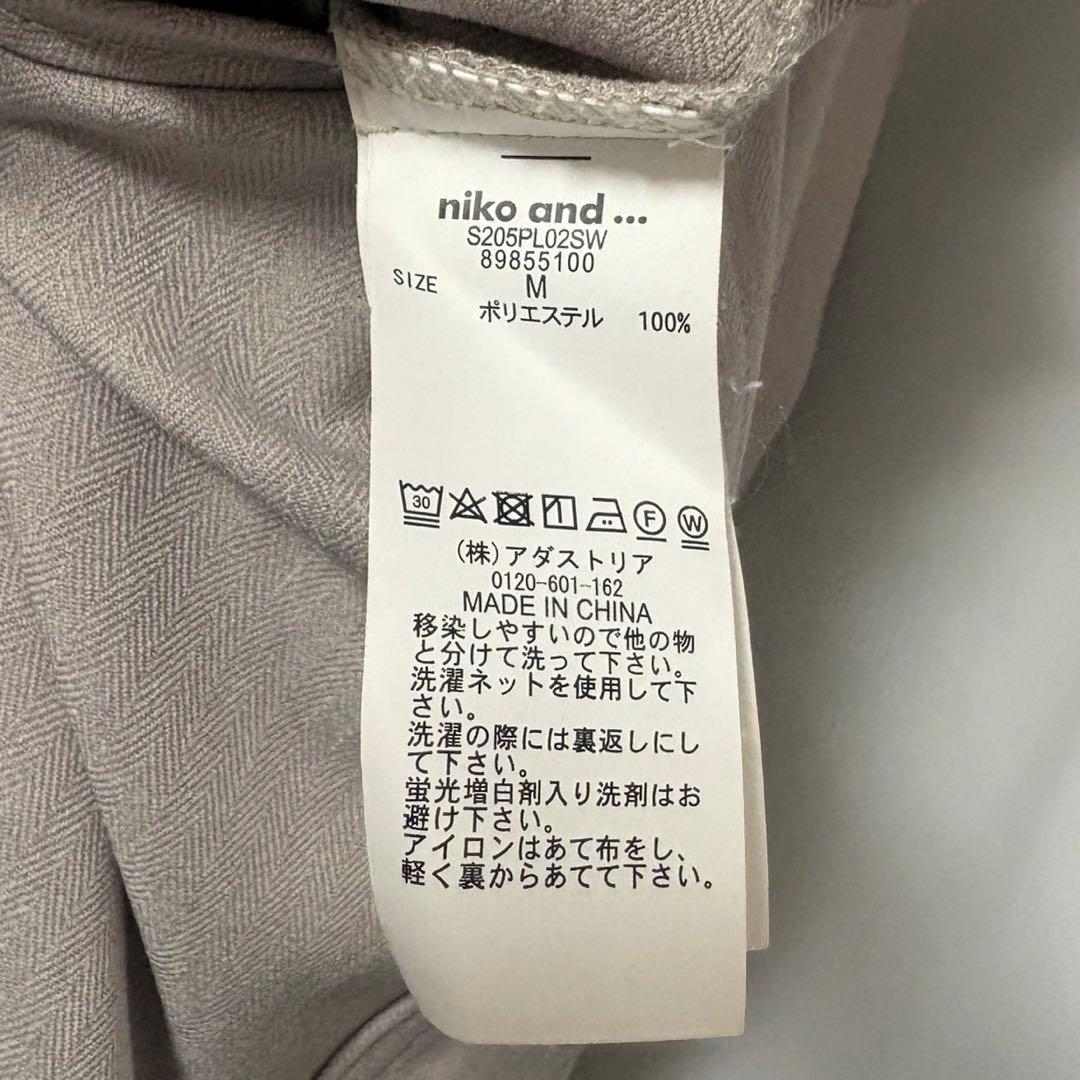 niko and ...
S205PL02SW
89855100
SIZE M
ポリエステル 100%
30 F W
(株)アダストリア
0120-601-162
MADE IN CHINA
移染しやすいので他の物
と分けて洗って下さい。
洗濯ネットを使用して下
さい。
洗濯の際には裏返しにし
て下さい。
蛍光増白剤入り洗剤はお
避け下さい。
アイロンはあて布をし、
軽く裏からあてて下さい。